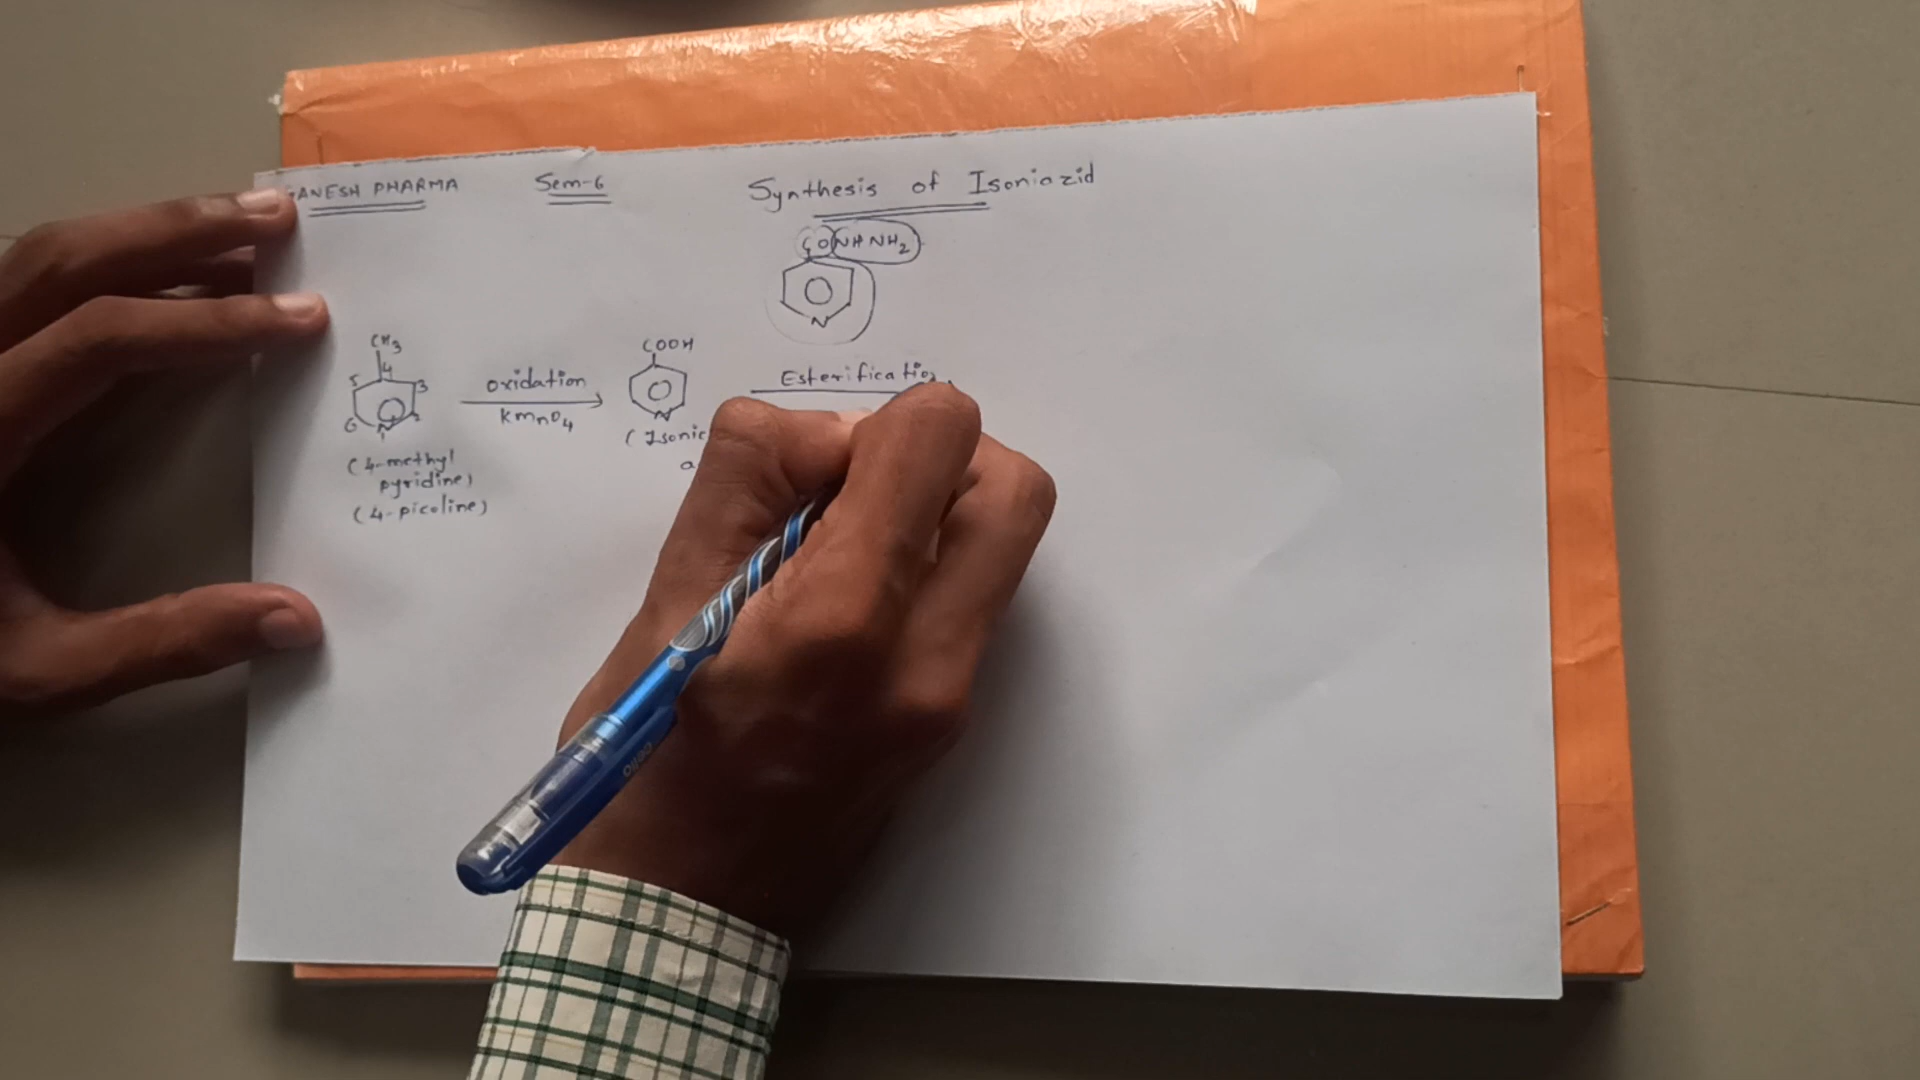 GANESH PHARMA
Sem-6
Synthesis of Isoniazid
CONHNH2
N
CH3
4
5
3
6
2
N
1
(4-methyl
pyridine)
(4-picoline)
oxidation
KMnO4
COOH
N
(Isonic
a
Esterification
cello